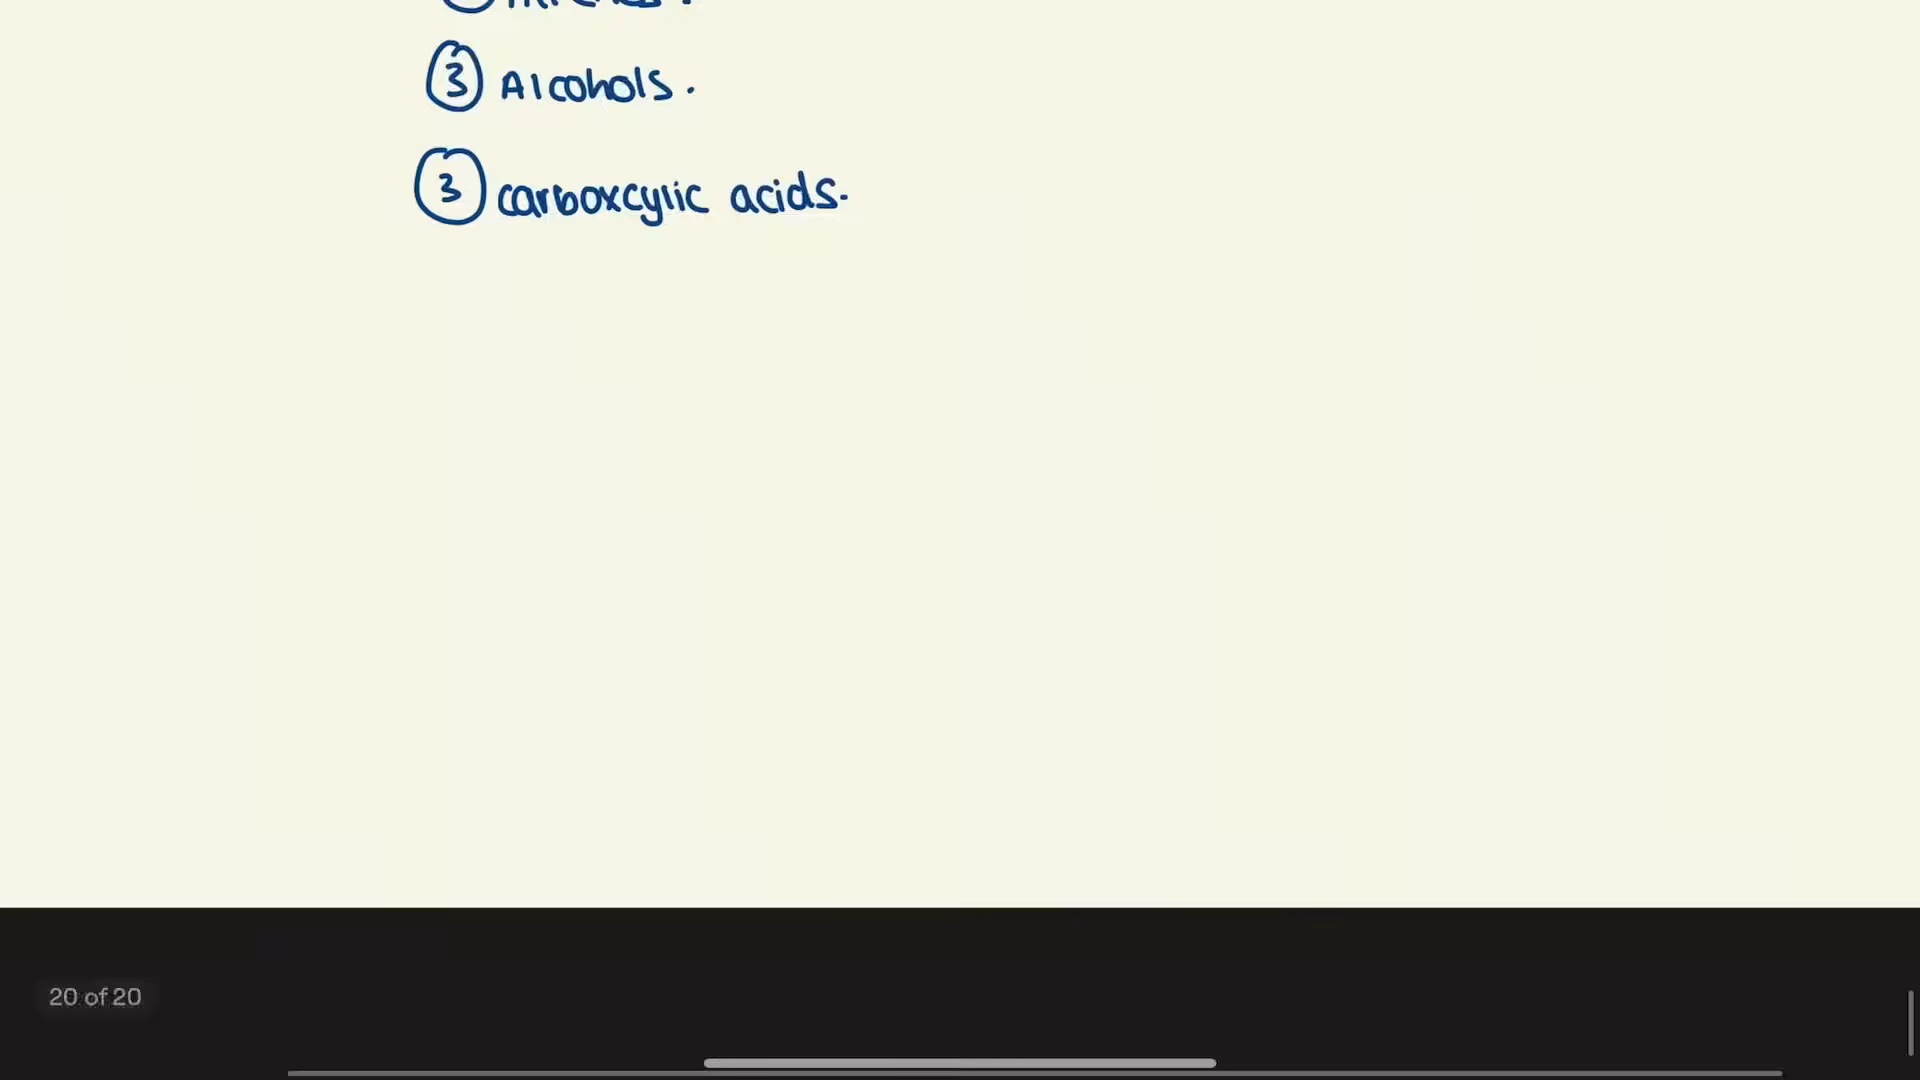 ③ Alcohols.
③ carboxcylic acids.
20 of 20